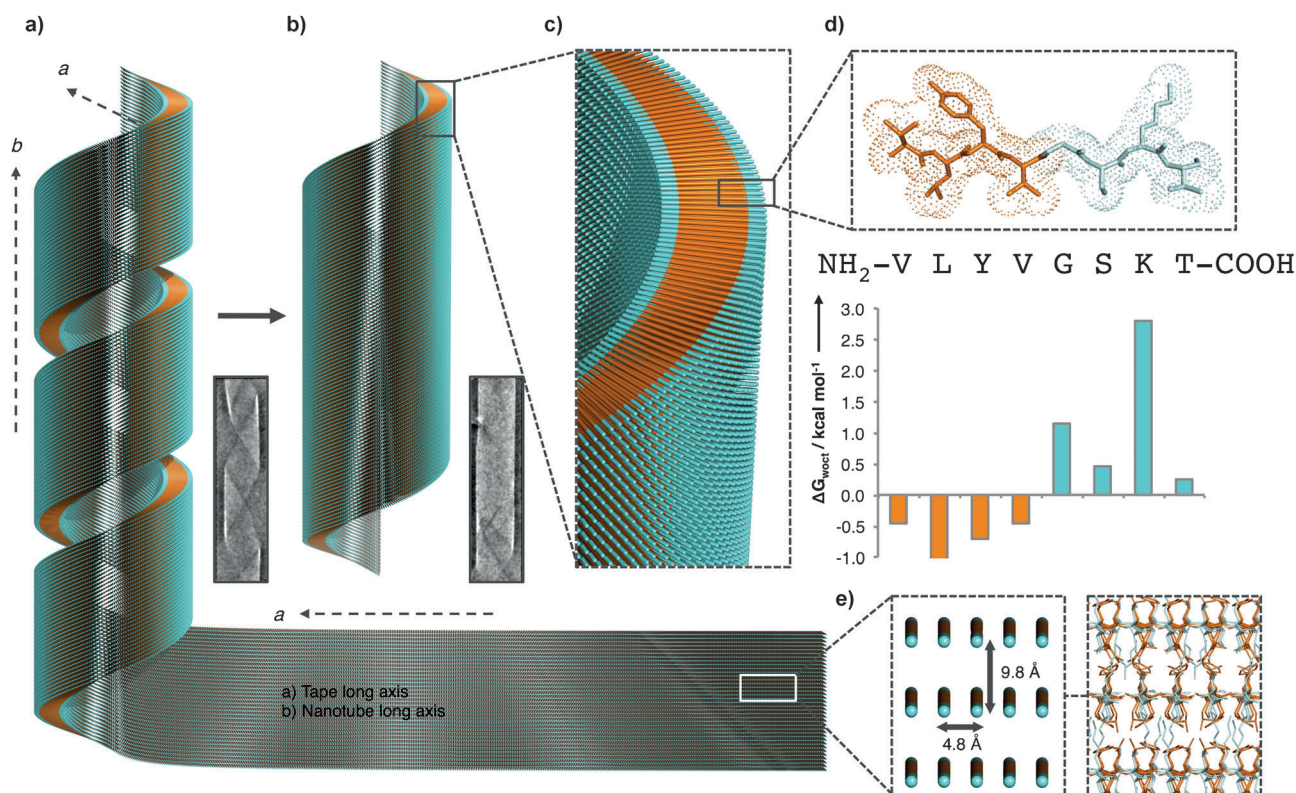 a)
b)
c)
d)
a
b
NH₂-V L Y V G S K T-COOH
ΔG_woct / kcal mol⁻¹
3.0
2.5
2.0
1.5
1.0
0.5
0.0
-0.5
-1.0
a
a) Tape long axis
b) Nanotube long axis
e)
9.8 Å
4.8 Å